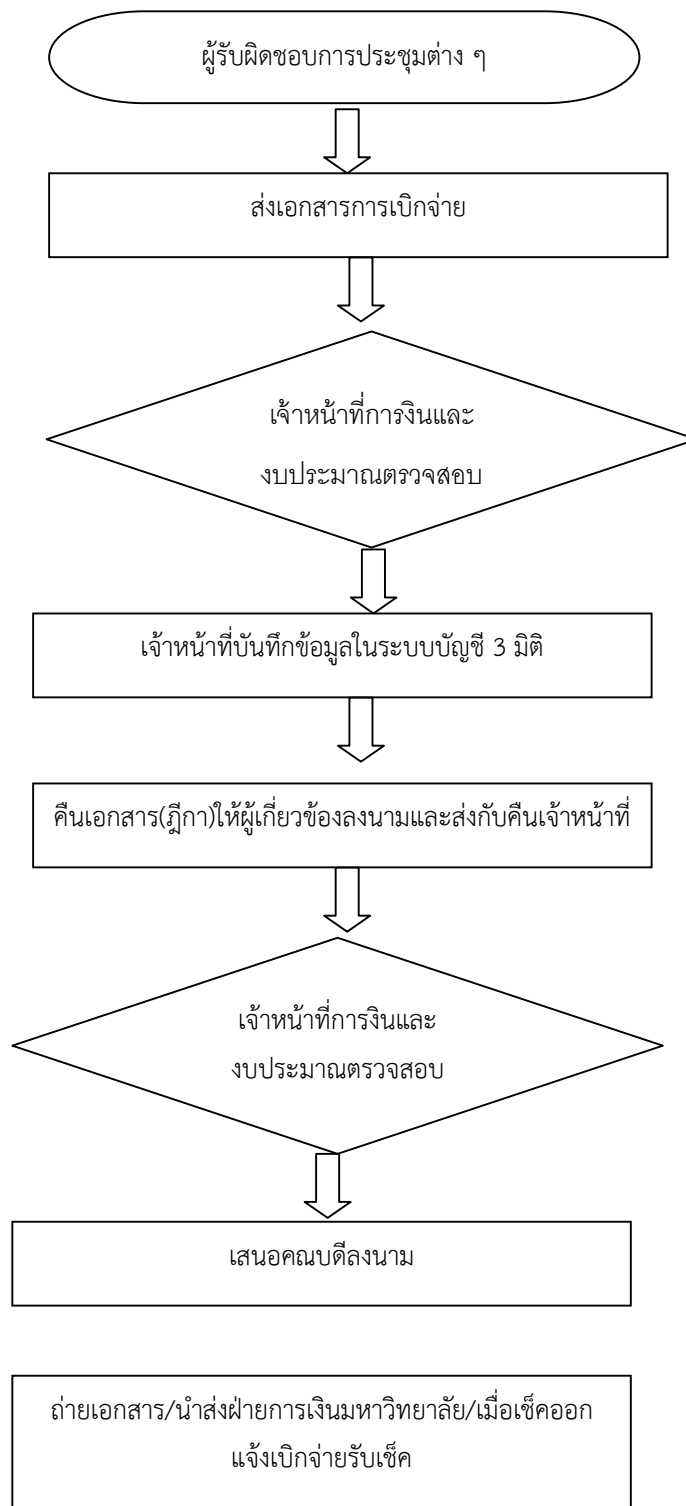 ผู้รับผิดชอบการประชุมต่าง ๆ
ส่งเอกสารการเบิกจ่าย
เจ้าหน้าที่การเงินและ
งบประมาณตรวจสอบ
เจ้าหน้าที่บันทึกข้อมูลในระบบบัญชี 3 มิติ
คืนเอกสาร(ฎีกา)ให้ผู้เกี่ยวข้องลงนามและส่งกับคืนเจ้าหน้าที่
เจ้าหน้าที่การเงินและ
งบประมาณตรวจสอบ
เสนอคณบดีลงนาม
ถ่ายเอกสาร/นำส่งฝ่ายการเงินมหาวิทยาลัย/เมื่อเช็คออก
แจ้งเบิกจ่ายรับเช็ค